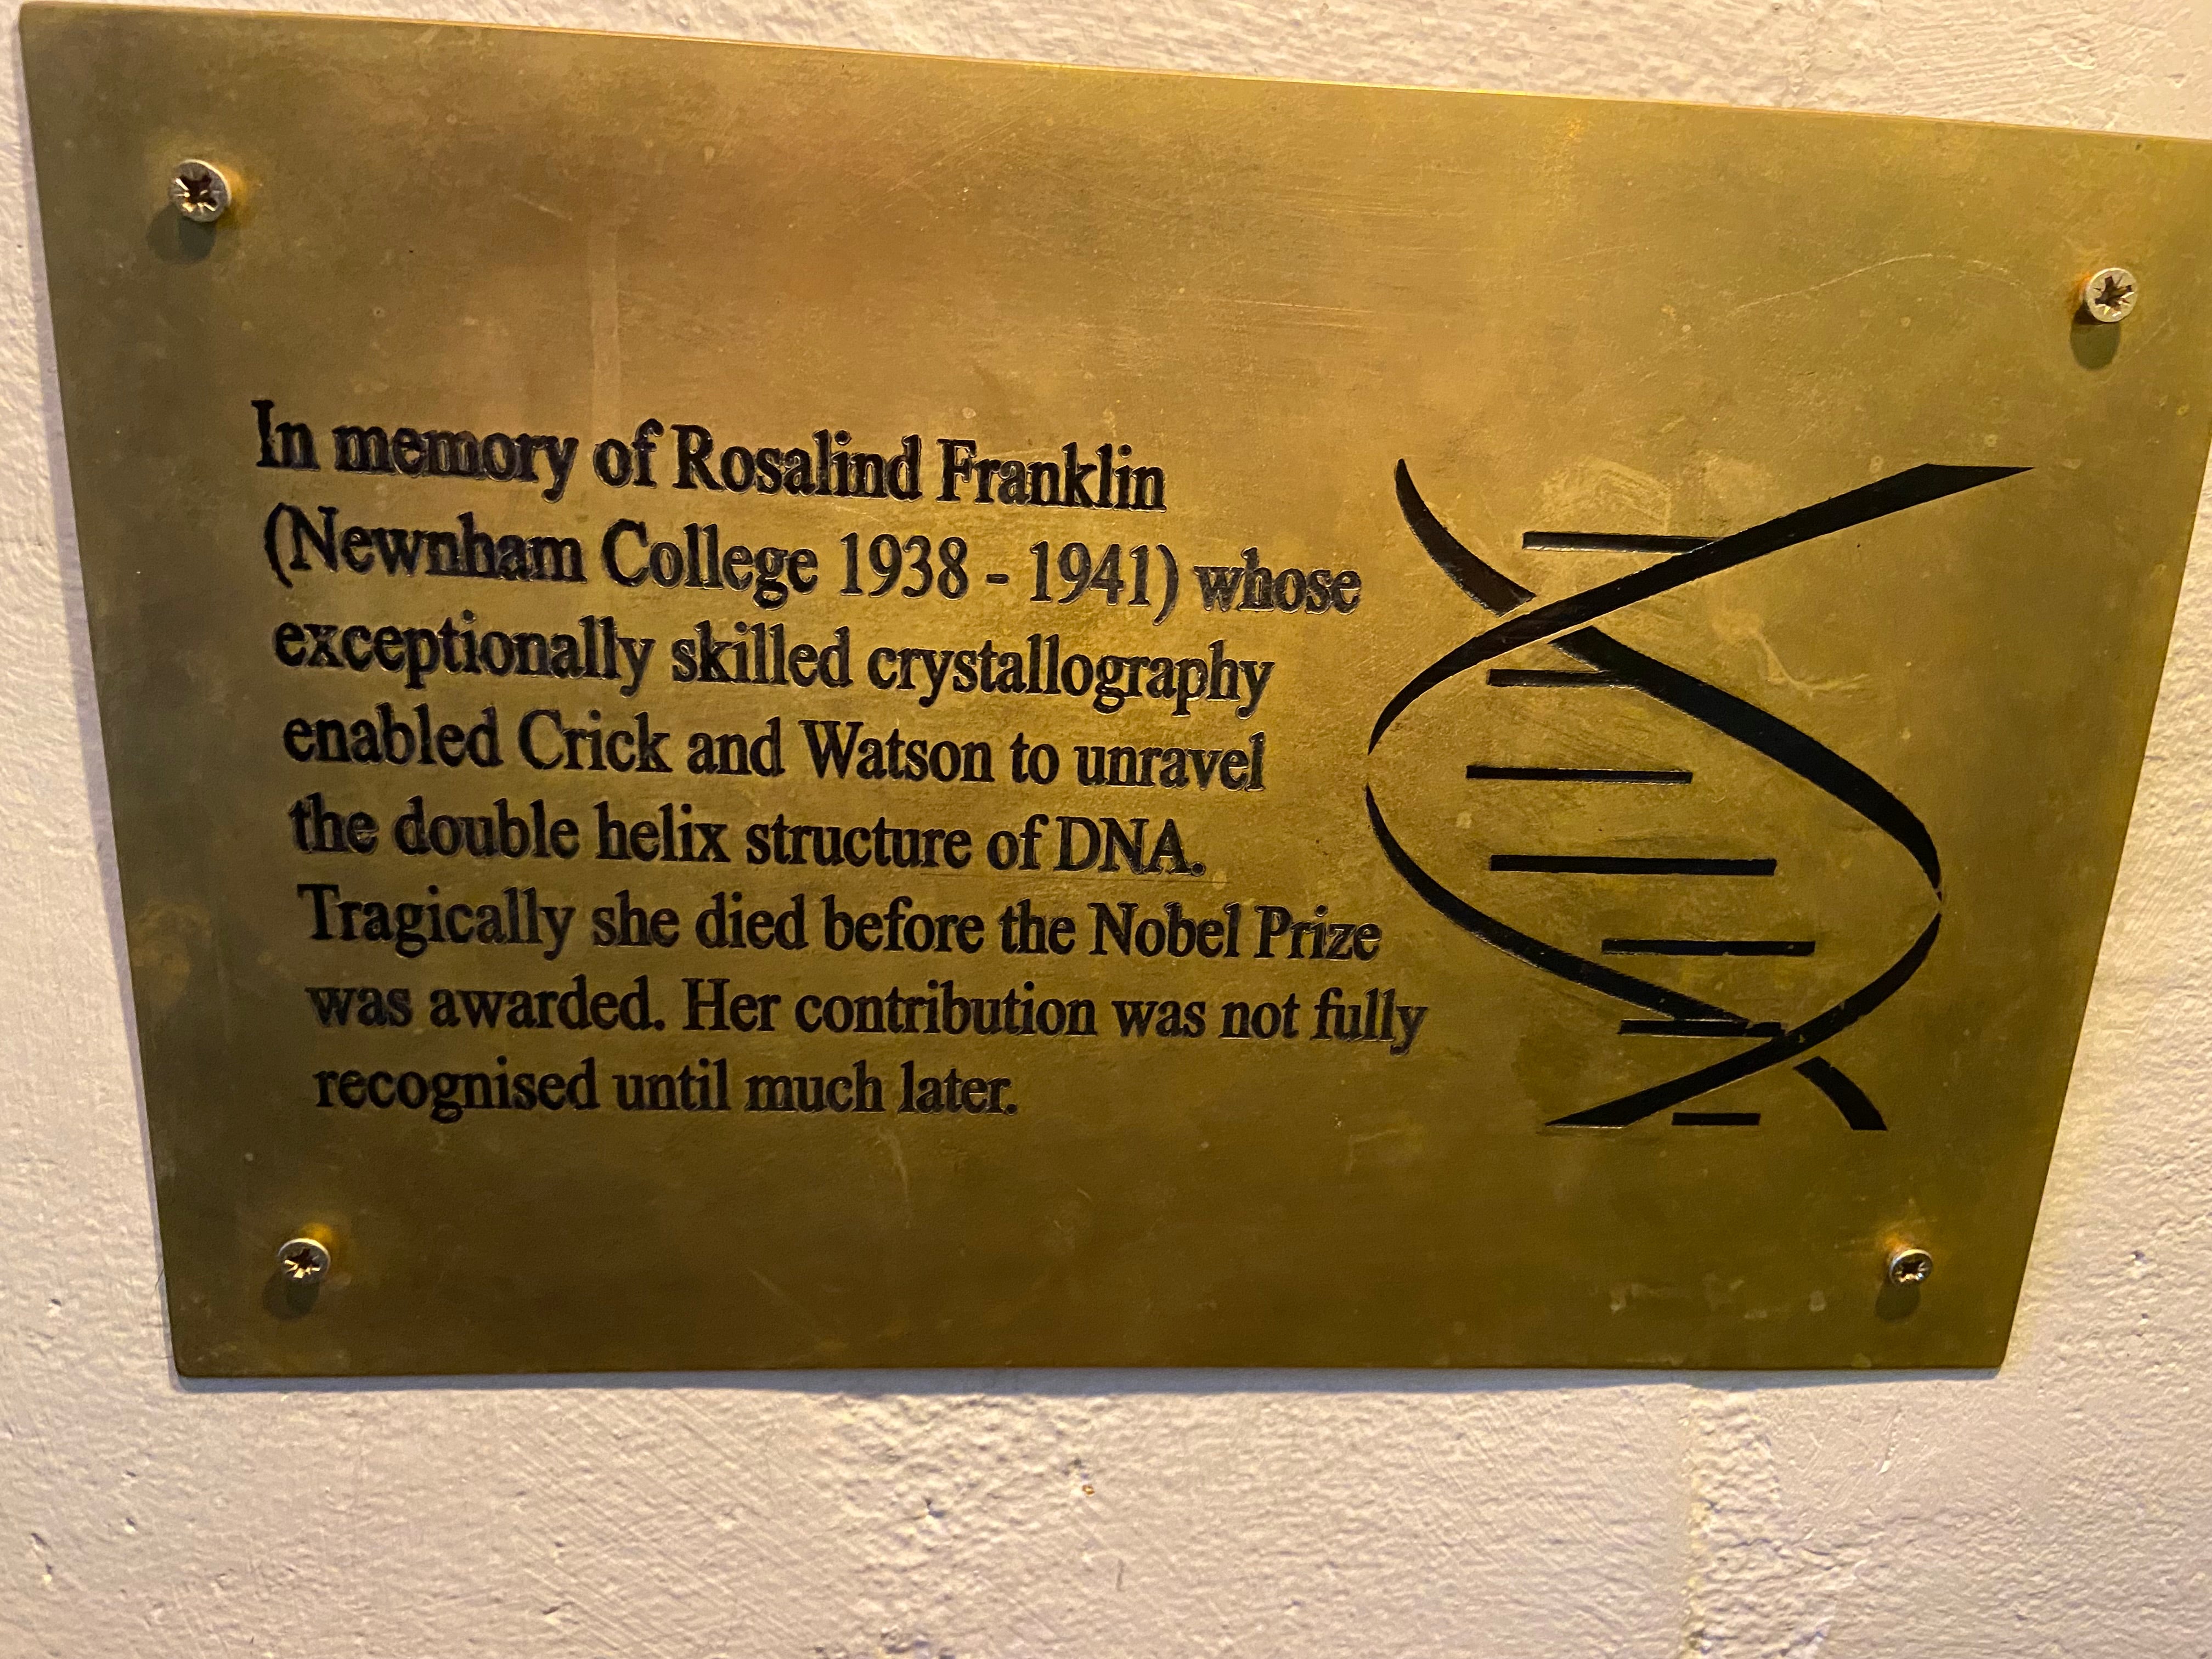 In memory of Rosalind Franklin
(Newnham College 1938 - 1941) whose
exceptionally skilled crystallography
enabled Crick and Watson to unravel
the double helix structure of DNA.
Tragically she died before the Nobel Prize
was awarded. Her contribution was not fully
recognised until much later.